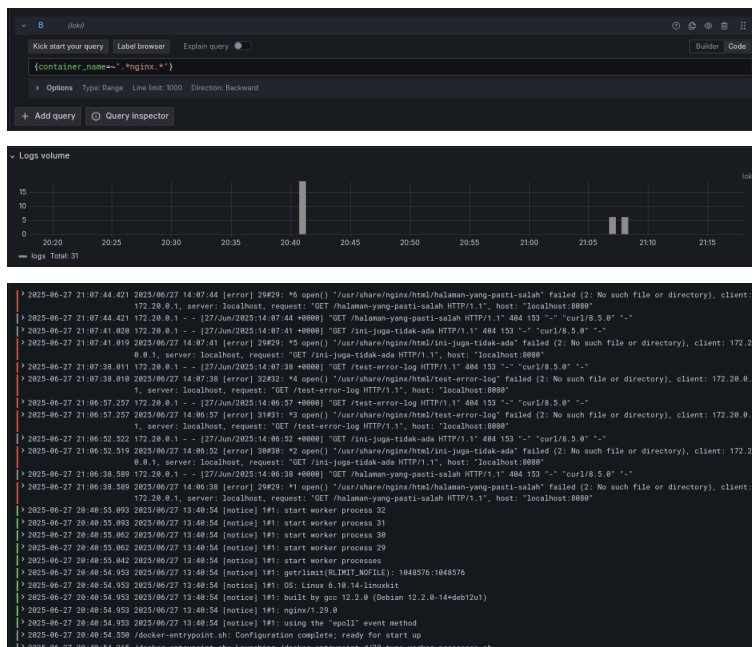 B (loki)
Kick start your query Label browser Explain query Builder Code
{container_name=~".*nginx.*"}
Options Type: Range Line limit: 1000 Direction: Backward
+ Add query Query inspector
Logs volume
lok
15
10
5
0
20:20 20:25 20:30 20:35 20:40 20:45 20:50 20:55 21:00 21:05 21:10 21:15
logs Total: 31
2025-06-27 21:07:44.421 2025/06/27 14:07:44 [error] 29#29: *6 open() "/usr/share/nginx/html/halaman-yang-pasti-salah" failed (2: No such file or directory), client:
172.20.0.1, server: localhost, request: "GET /halaman-yang-pasti-salah HTTP/1.1", host: "localhost:8080"
2025-06-27 21:07:44.421 172.20.0.1 - - [27/Jun/2025:14:07:44 +0000] "GET /halaman-yang-pasti-salah HTTP/1.1" 404 153 "-" "curl/8.5.0" "-"
2025-06-27 21:07:41.020 172.20.0.1 - - [27/Jun/2025:14:07:41 +0000] "GET /ini-juga-tidak-ada HTTP/1.1" 404 153 "-" "curl/8.5.0" "-"
2025-06-27 21:07:41.019 2025/06/27 14:07:41 [error] 29#29: *5 open() "/usr/share/nginx/html/ini-juga-tidak-ada" failed (2: No such file or directory), client: 172.2
0.0.1, server: localhost, request: "GET /ini-juga-tidak-ada HTTP/1.1", host: "localhost:8080"
2025-06-27 21:07:38.011 172.20.0.1 - - [27/Jun/2025:14:07:38 +0000] "GET /test-error-log HTTP/1.1" 404 153 "-" "curl/8.5.0" "-"
2025-06-27 21:07:38.010 2025/06/27 14:07:38 [error] 32#32: *4 open() "/usr/share/nginx/html/test-error-log" failed (2: No such file or directory), client: 172.20.0.
1, server: localhost, request: "GET /test-error-log HTTP/1.1", host: "localhost:8080"
2025-06-27 21:06:57.257 172.20.0.1 - - [27/Jun/2025:14:06:57 +0000] "GET /test-error-log HTTP/1.1" 404 153 "-" "curl/8.5.0" "-"
2025-06-27 21:06:57.257 2025/06/27 14:06:57 [error] 31#31: *3 open() "/usr/share/nginx/html/test-error-log" failed (2: No such file or directory), client: 172.20.0.
1, server: localhost, request: "GET /test-error-log HTTP/1.1", host: "localhost:8080"
2025-06-27 21:06:52.522 172.20.0.1 - - [27/Jun/2025:14:06:52 +0000] "GET /ini-juga-tidak-ada HTTP/1.1" 404 153 "-" "curl/8.5.0" "-"
2025-06-27 21:06:52.519 2025/06/27 14:06:52 [error] 30#30: *2 open() "/usr/share/nginx/html/ini-juga-tidak-ada" failed (2: No such file or directory), client: 172.2
0.0.1, server: localhost, request: "GET /ini-juga-tidak-ada HTTP/1.1", host: "localhost:8080"
2025-06-27 21:06:38.589 172.20.0.1 - - [27/Jun/2025:14:06:38 +0000] "GET /halaman-yang-pasti-salah HTTP/1.1" 404 153 "-" "curl/8.5.0" "-"
2025-06-27 21:06:38.589 2025/06/27 14:06:38 [error] 29#29: *1 open() "/usr/share/nginx/html/halaman-yang-pasti-salah" failed (2: No such file or directory), client:
172.20.0.1, server: localhost, request: "GET /halaman-yang-pasti-salah HTTP/1.1", host: "localhost:8080"
2025-06-27 20:40:55.093 2025/06/27 13:40:54 [notice] 1#1: start worker process 32
2025-06-27 20:40:55.093 2025/06/27 13:40:54 [notice] 1#1: start worker process 31
2025-06-27 20:40:55.062 2025/06/27 13:40:54 [notice] 1#1: start worker process 30
2025-06-27 20:40:55.062 2025/06/27 13:40:54 [notice] 1#1: start worker process 29
2025-06-27 20:40:55.042 2025/06/27 13:40:54 [notice] 1#1: start worker processes
2025-06-27 20:40:54.953 2025/06/27 13:40:54 [notice] 1#1: getrlimit(RLIMIT_NOFILE): 1048576:1048576
2025-06-27 20:40:54.953 2025/06/27 13:40:54 [notice] 1#1: OS: Linux 6.10.14-linuxkit
2025-06-27 20:40:54.953 2025/06/27 13:40:54 [notice] 1#1: built by gcc 12.2.0 (Debian 12.2.0-14+deb12u1)
2025-06-27 20:40:54.953 2025/06/27 13:40:54 [notice] 1#1: nginx/1.29.0
2025-06-27 20:40:54.953 2025/06/27 13:40:54 [notice] 1#1: using the "epoll" event method
2025-06-27 20:40:54.550 /docker-entrypoint.sh: Configuration complete; ready for start up